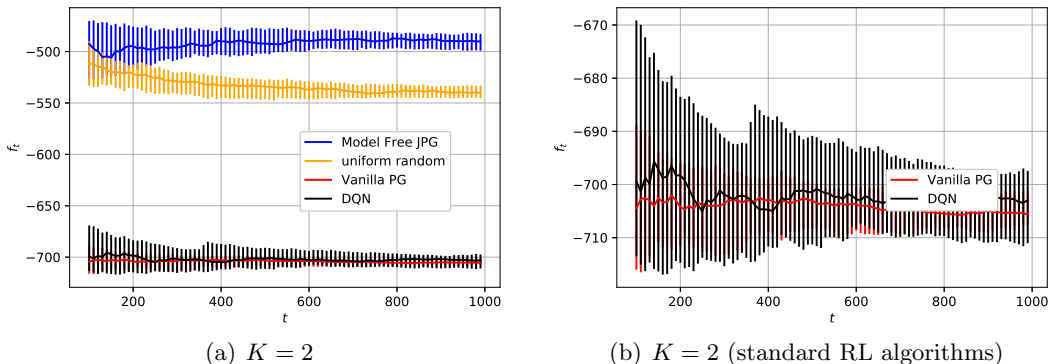 −500
−550
−600
−650
−700
f_t
200
400
600
800
1000
t
Model Free JPG
uniform random
Vanilla PG
DQN
(a) K = 2
−670
−680
−690
−700
−710
f_t
200
400
600
800
1000
t
Vanilla PG
DQN
(b) K = 2 (standard RL algorithms)